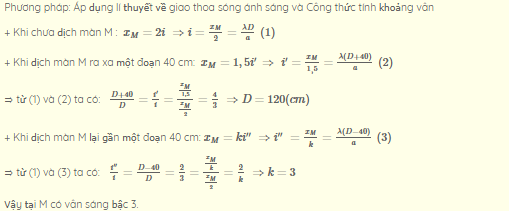 Phương pháp: Áp dụng lí thuyết về giao thoa sóng ánh sáng và Công thức tính khoảng vân
+ Khi chưa dịch màn M : x_M = 2i ⇒ i = x_M/2 = λD/a (1)
+ Khi dịch màn M ra xa một đoạn 40 cm: x_M = 1,5i' ⇒ i' = x_M/1,5 = λ(D+40)/a (2)
⇒ từ (1) và (2) ta có: (D+40)/D = i'/i = (x_M/1,5)/(x_M/2) = 4/3 ⇒ D = 120(cm)
+ Khi dịch màn M lại gần một đoạn 40 cm: x_M = ki'' ⇒ i'' = x_M/k = λ(D−40)/a (3)
⇒ từ (1) và (3) ta có: i''/i = (D−40)/D = 2/3 = (x_M/k)/(x_M/2) = 2/k ⇒ k = 3
Vậy tại M có vân sáng bậc 3.